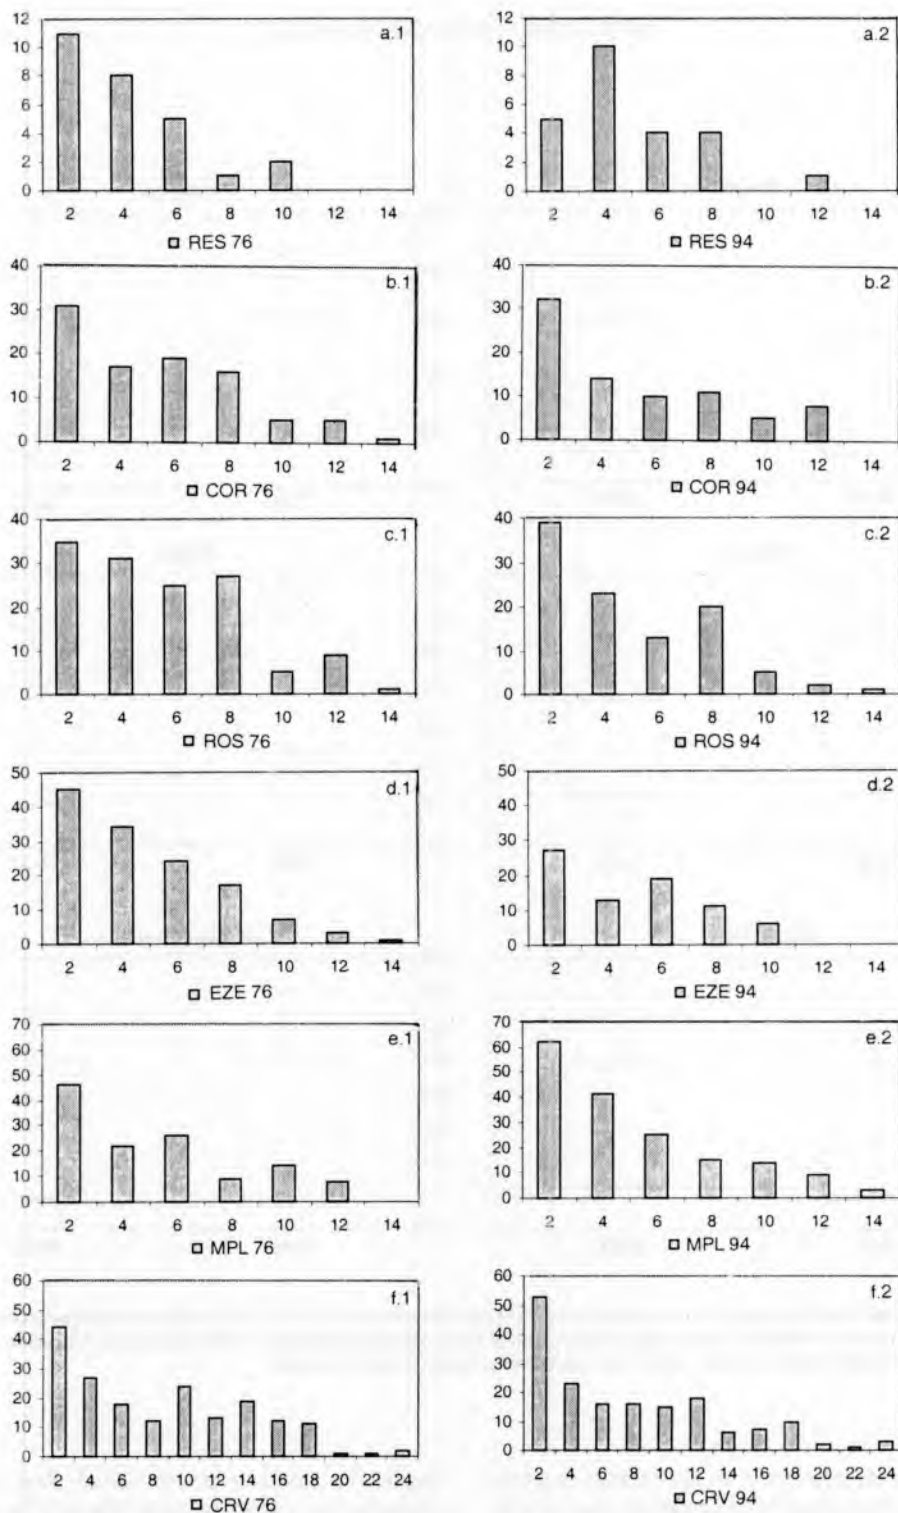 12 a.1
10
8
6
4
2
0
2 4 6 8 10 12 14
RES 76
12 a.2
10
8
6
4
2
0
2 4 6 8 10 12 14
RES 94
40 b.1
30
20
10
0
2 4 6 8 10 12 14
COR 76
40 b.2
30
20
10
0
2 4 6 8 10 12 14
COR 94
40 c.1
30
20
10
0
2 4 6 8 10 12 14
ROS 76
40 c.2
30
20
10
0
2 4 6 8 10 12 14
ROS 94
50 d.1
40
30
20
10
0
2 4 6 8 10 12 14
EZE 76
50 d.2
40
30
20
10
0
2 4 6 8 10 12 14
EZE 94
70 e.1
60
50
40
30
20
10
0
2 4 6 8 10 12 14
MPL 76
70 e.2
60
50
40
30
20
10
0
2 4 6 8 10 12 14
MPL 94
60 f.1
50
40
30
20
10
0
2 4 6 8 10 12 14 16 18 20 22 24
CRV 76
60 f.2
50
40
30
20
10
0
2 4 6 8 10 12 14 16 18 20 22 24
CRV 94